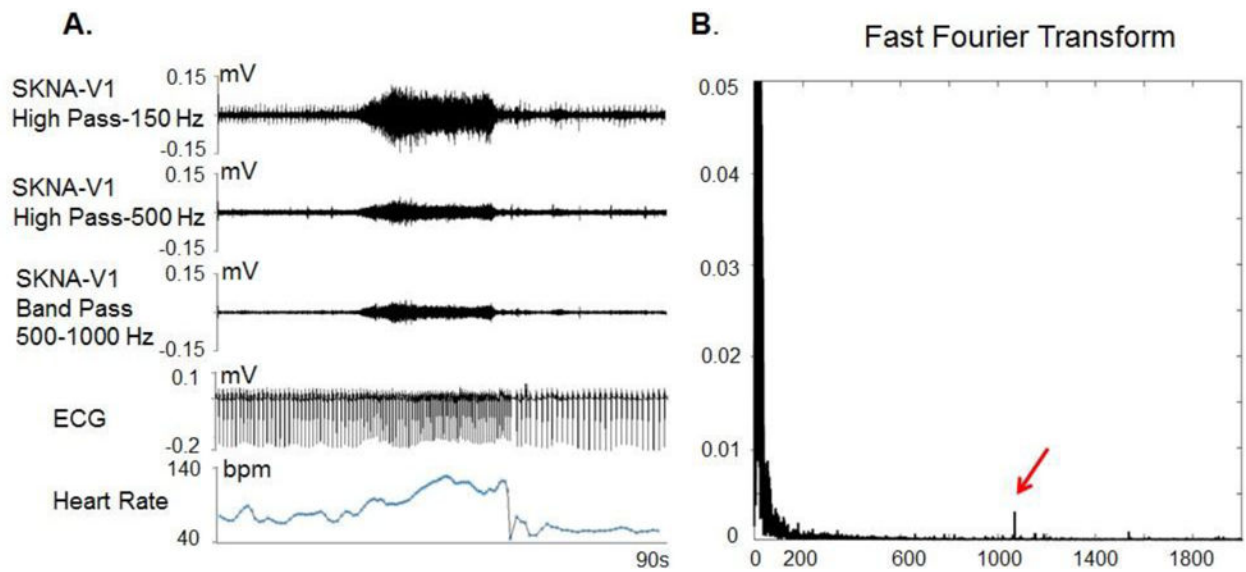 A.
SKNA-V1
High Pass-150 Hz
0.15
mV
-0.15
SKNA-V1
High Pass-500 Hz
0.15
mV
-0.15
SKNA-V1
Band Pass
500-1000 Hz
0.15
mV
-0.15
ECG
0.1
mV
-0.2
Heart Rate
140
bpm
40
90s
B.
Fast Fourier Transform
0.05
0.04
0.03
0.02
0.01
0
0 200 600 1000 1400 1800